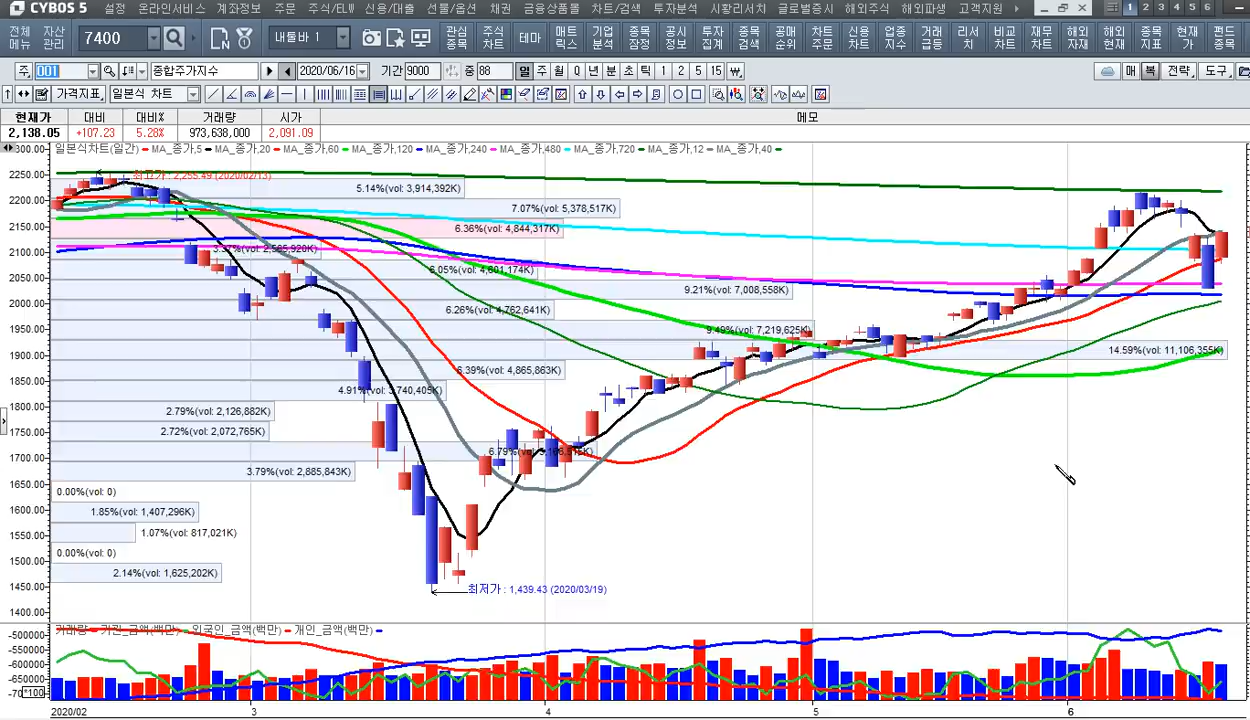 CYBOS 5 설정 온라인서비스 계좌정보 주문 주식/ELW 신용/대출 선물/옵션 채권 금융상품몰 차트/검색 투자분석 시황리서치 글로벌증시 해외주식 해외파생 고객지원 1 2 3 4 5 6
전체메뉴 자산관리 7400 내툴바 1 관심종목 주식차트 테마 매트릭스 기업분석 종목잠정 공시정보 투자집계 종목검색 공매순위 차트주문 신용차트 업종지수 거래급등 리서치 비교차트 재무차트 해외자재 해외현재 종목지표 현재가 펀드종목
주 001 종합주가지수 2020/06/16 기간 9000 중 88 일 주 월 Q 년 분 초 틱 1 2 5 15 ₩ 매 복 전략 도구
가격지표 일본식 차트
현재가 대비 대비% 거래량 시가 메모
2,138.05 +107.23 5.28% 973,638,000 2,091.09
일본식차트(일간) MA_종가,5 MA_종가,20 MA_종가,60 MA_종가,120 MA_종가,240 MA_종가,480 MA_종가,720 MA_종가,12 MA_종가,40
최고가 : 2,255.49 (2020/02/13)
2250.00
5.14%(vol: 3,914,392K)
2200.00
7.07%(vol: 5,378,517K)
2150.00
6.36%(vol: 4,844,317K)
2100.00
6.05%(vol: 4,601,174K)
2050.00
9.21%(vol: 7,008,558K)
2000.00
6.26%(vol: 4,762,641K)
1950.00
9.49%(vol: 7,219,625K)
14.59%(vol: 11,106,355K)
1900.00
6.39%(vol: 4,865,863K)
1850.00
4.91%(vol: 3,740,405K)
1800.00
2.79%(vol: 2,126,882K)
1750.00
2.72%(vol: 2,072,765K)
1700.00
3.79%(vol: 2,885,843K)
1650.00
0.00%(vol: 0)
1600.00
1.85%(vol: 1,407,296K)
1550.00
1.07%(vol: 817,021K)
0.00%(vol: 0)
1500.00
2.14%(vol: 1,625,202K)
1450.00
최저가 : 1,439.43 (2020/03/19)
1400.00
거래량 기관_금액(백만) 외국인_금액(백만) 개인_금액(백만)
-500000
-550000
-600000
-650000
*100
2020/02 3 4 5 6